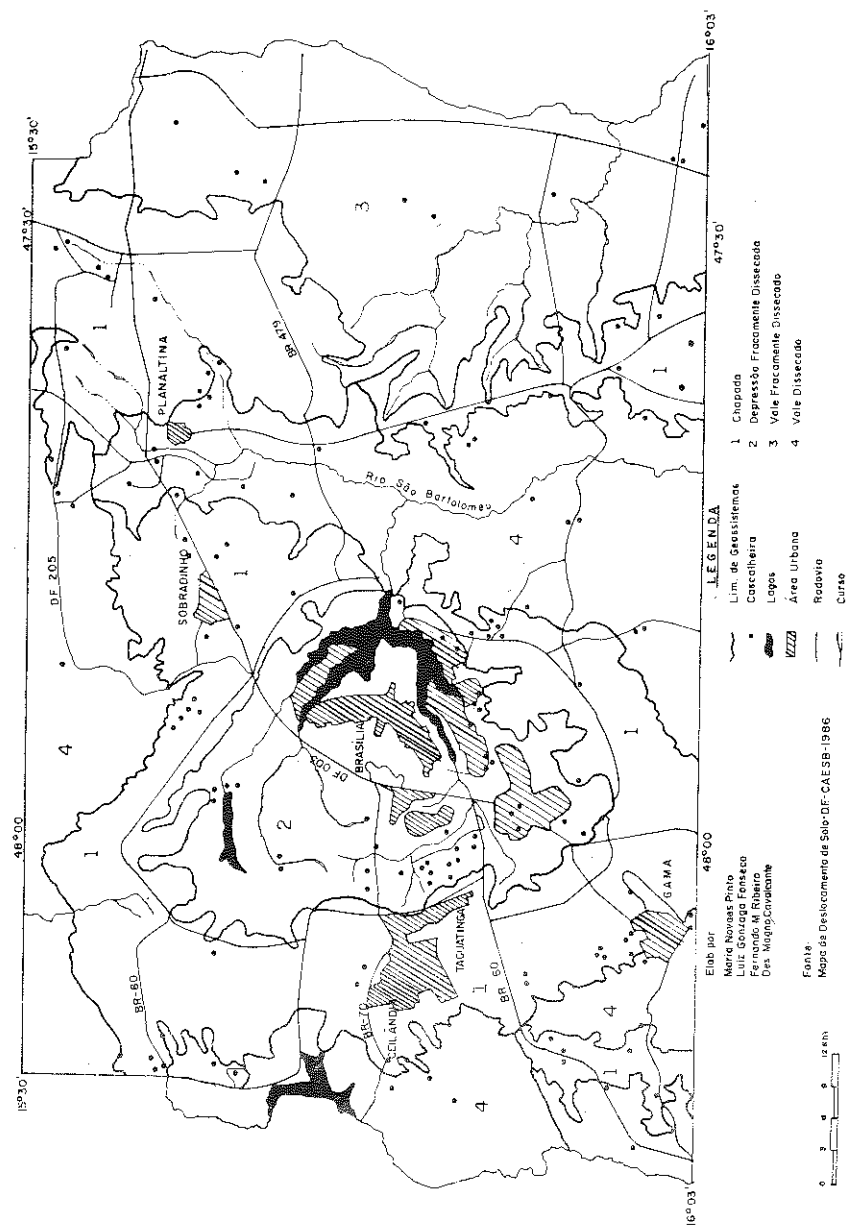 15°30'
48°00
47°30'
15°30'
DF 205
4
1
1
BR-80
SOBRADINHO
PLANALTINA
1
2
DF 003
BRASÍLIA
BR 479
3
Rio São Bartolomeu
BR-70
CEILÂNDIA
TAGUATINGA
1
BR 60
4
4
4
1
GAMA
1
1
16°03'
48°00
47°30'
16°03'
0 3 6 9 12 Km
Elab por
Maria Novaes Pinto
Luiz Gonzaga Fonseca
Fernando M Ribeiro
Des Magno Cavalcante
Fonte:
Mapa de Deslocamento de Solo-DF-CAESB-1986
LEGENDA
Lim. de Geossistemas
Cascalheira
Lagos
Área Urbana
Rodovia
Curso
1 Chapada
2 Depressão Fracamente Dissecada
3 Vale Fracamente Dissecado
4 Vale Dissecado